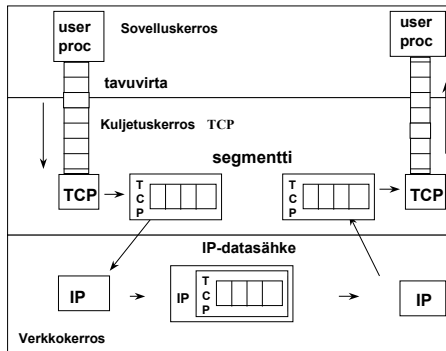 user
proc
Sovelluskerros
user
proc
tavuvirta
Kuljetuskerros TCP
segmentti
TCP
T
C
P
T
C
P
TCP
IP-datasähke
IP
IP
T
C
P
IP
Verkkokerros